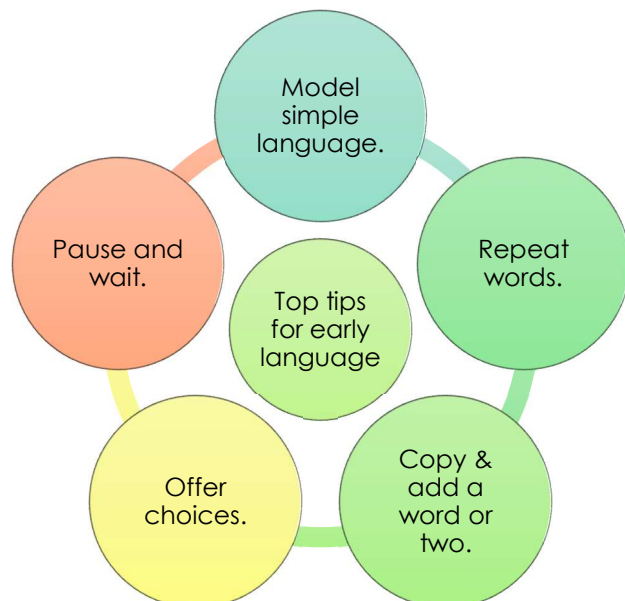 Model
simple
language.
Repeat
words.
Copy &
add a
word or
two.
Offer
choices.
Pause and
wait.
Top tips
for early
language